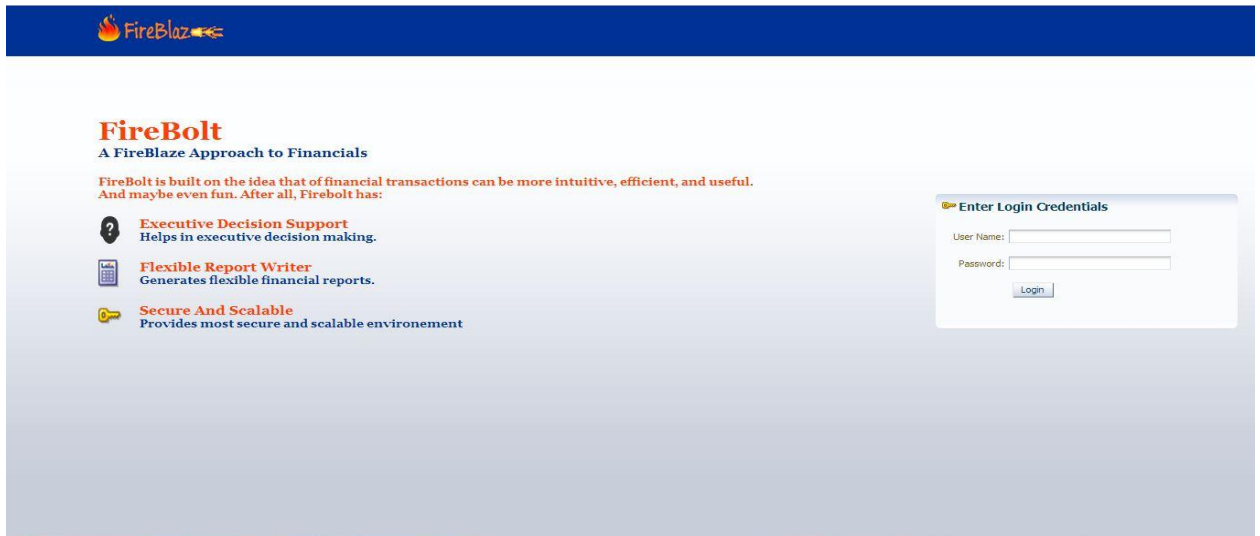 FireBlaz
FireBolt
A FireBlaze Approach to Financials
FireBolt is built on the idea that of financial transactions can be more intuitive, efficient, and useful.
And maybe even fun. After all, Firebolt has:
Executive Decision Support
Helps in executive decision making.
Flexible Report Writer
Generates flexible financial reports.
Secure And Scalable
Provides most secure and scalable environement
Enter Login Credentials
User Name:
Password:
Login